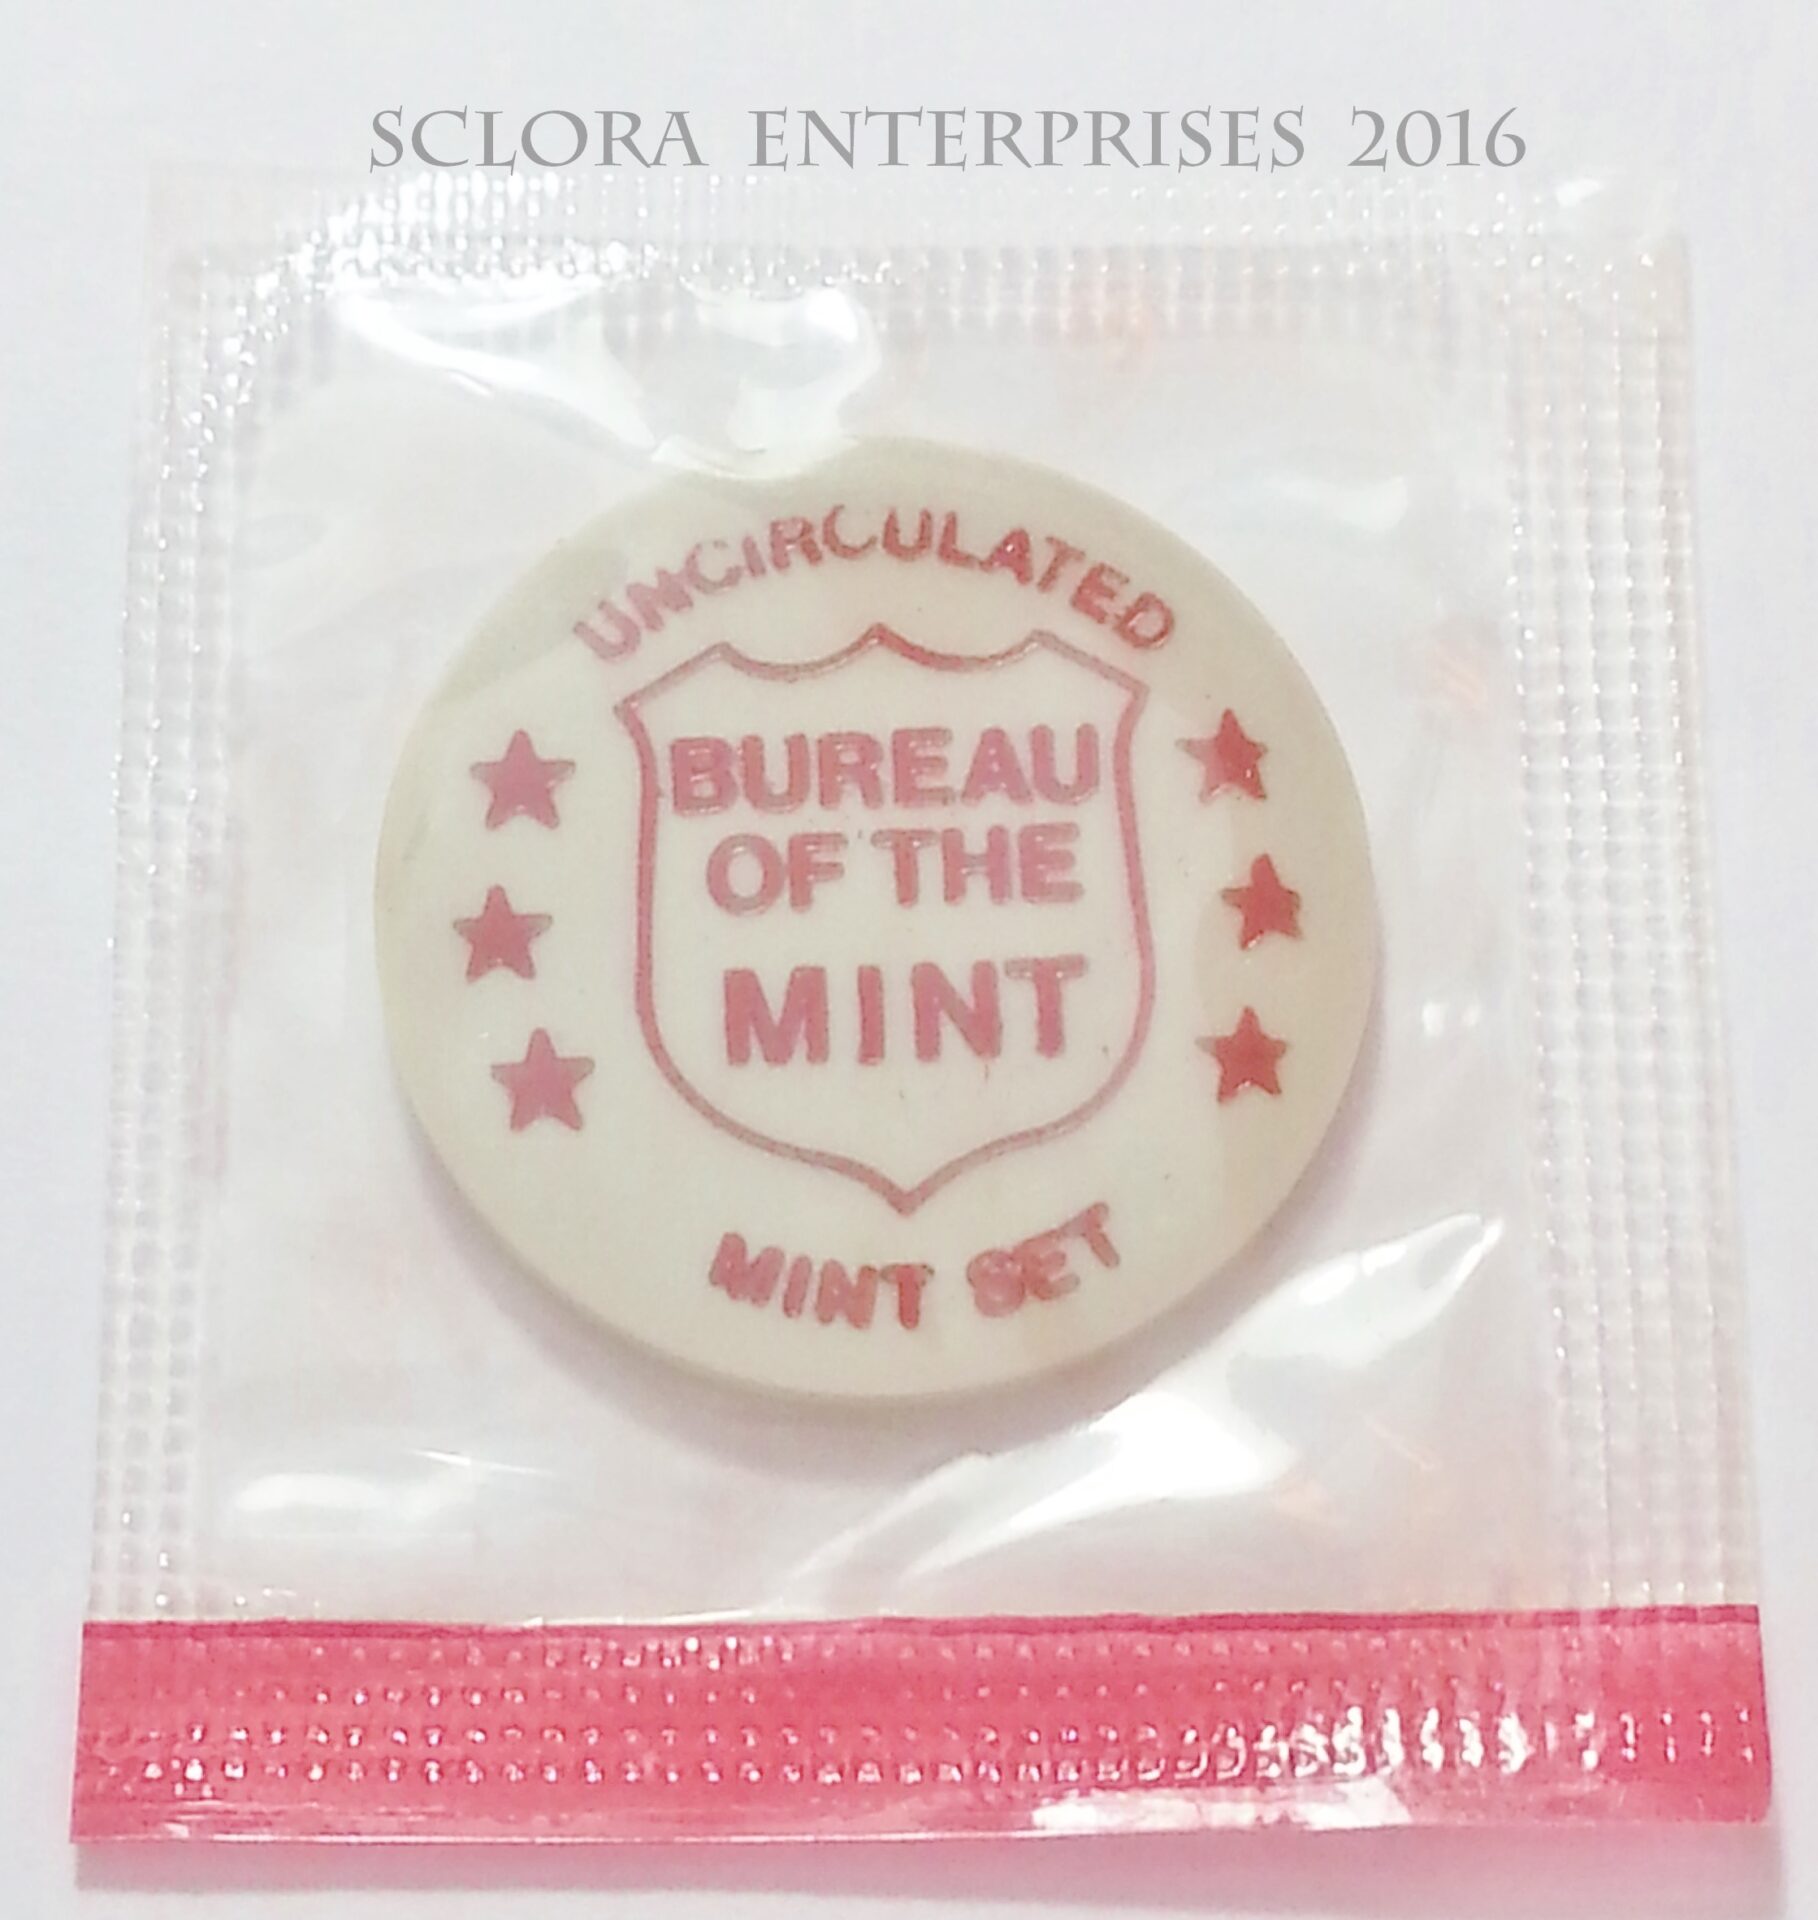 SCLORA ENTERPRISES 2016
UNCIRCULATED
BUREAU
OF THE
MINT
MINT SET